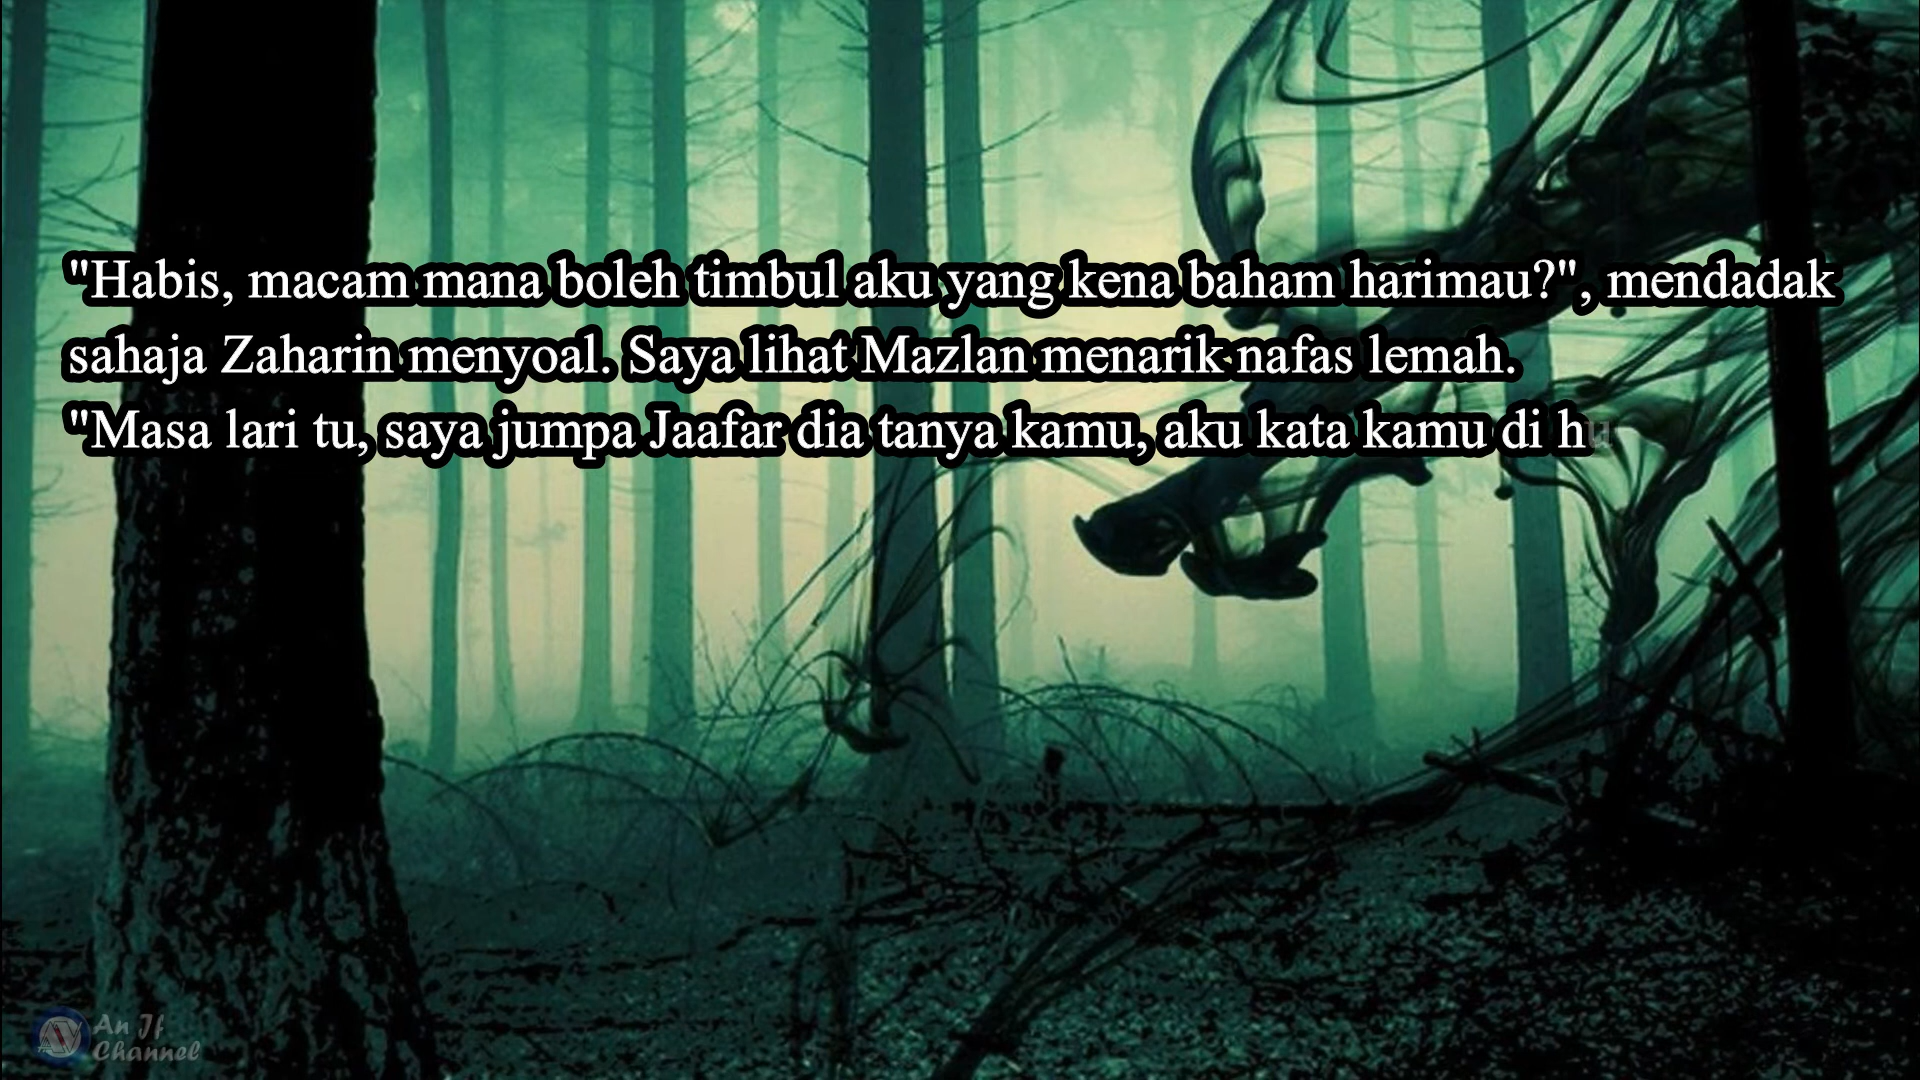 "Habis, macam mana boleh timbul aku yang kena baham harimau?", mendadak
sahaja Zaharin menyoal. Saya lihat Mazlan menarik nafas lemah.
"Masa lari tu, saya jumpa Jaafar dia tanya kamu, aku kata kamu di hu
An Jf
Channel